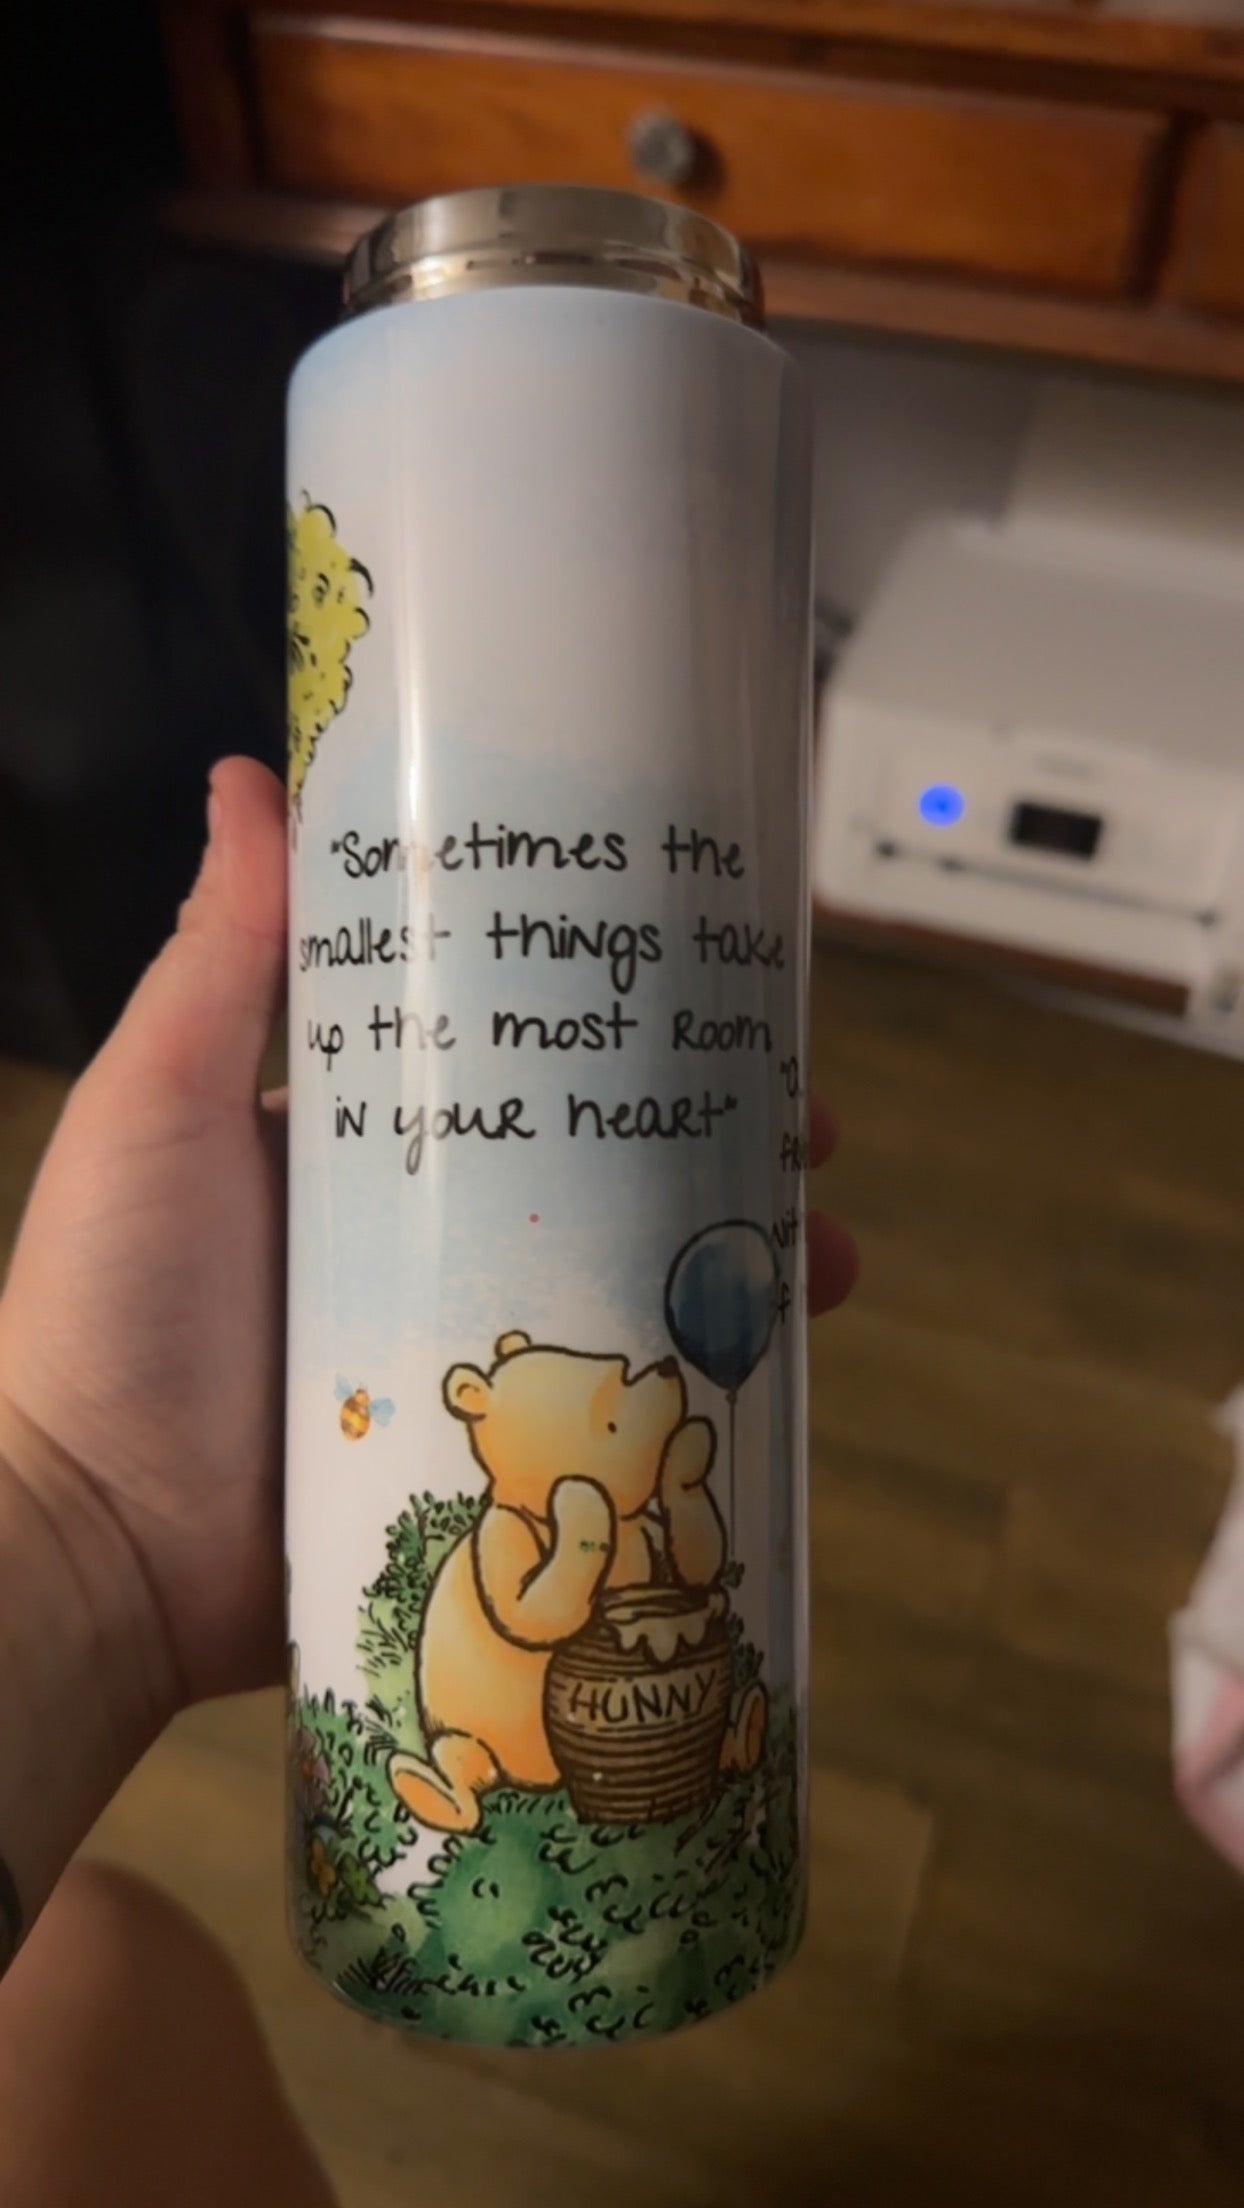 "Sometimes the
smallest things take
up the most Room
in your heart"
HUNNY